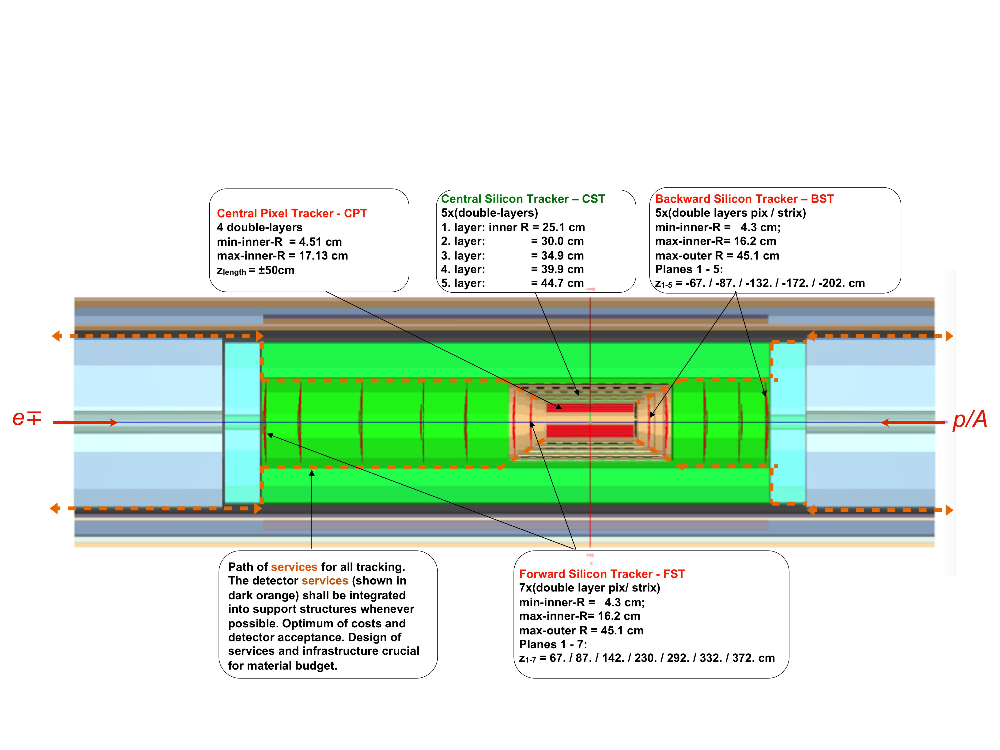 Central Pixel Tracker - CPT
4 double-layers
min-inner-R = 4.51 cm
max-inner-R = 17.13 cm
zlength = ±50cm
Central Silicon Tracker – CST
5x(double-layers)
1. layer: inner R = 25.1 cm
2. layer: = 30.0 cm
3. layer: = 34.9 cm
4. layer: = 39.9 cm
5. layer: = 44.7 cm
Backward Silicon Tracker – BST
5x(double layers pix / strix)
min-inner-R = 4.3 cm;
max-inner-R= 16.2 cm
max-outer R = 45.1 cm
Planes 1 - 5:
z1-5 = -67. / -87. / -132. / -172. / -202. cm
e∓
p/A
Path of services for all tracking.
The detector services (shown in
dark orange) shall be integrated
into support structures whenever
possible. Optimum of costs and
detector acceptance. Design of
services and infrastructure crucial
for material budget.
Forward Silicon Tracker - FST
7x(double layer pix/ strix)
min-inner-R = 4.3 cm;
max-inner-R= 16.2 cm
max-outer R = 45.1 cm
Planes 1 - 7:
z1-7 = 67. / 87. / 142. / 230. / 292. / 332. / 372. cm